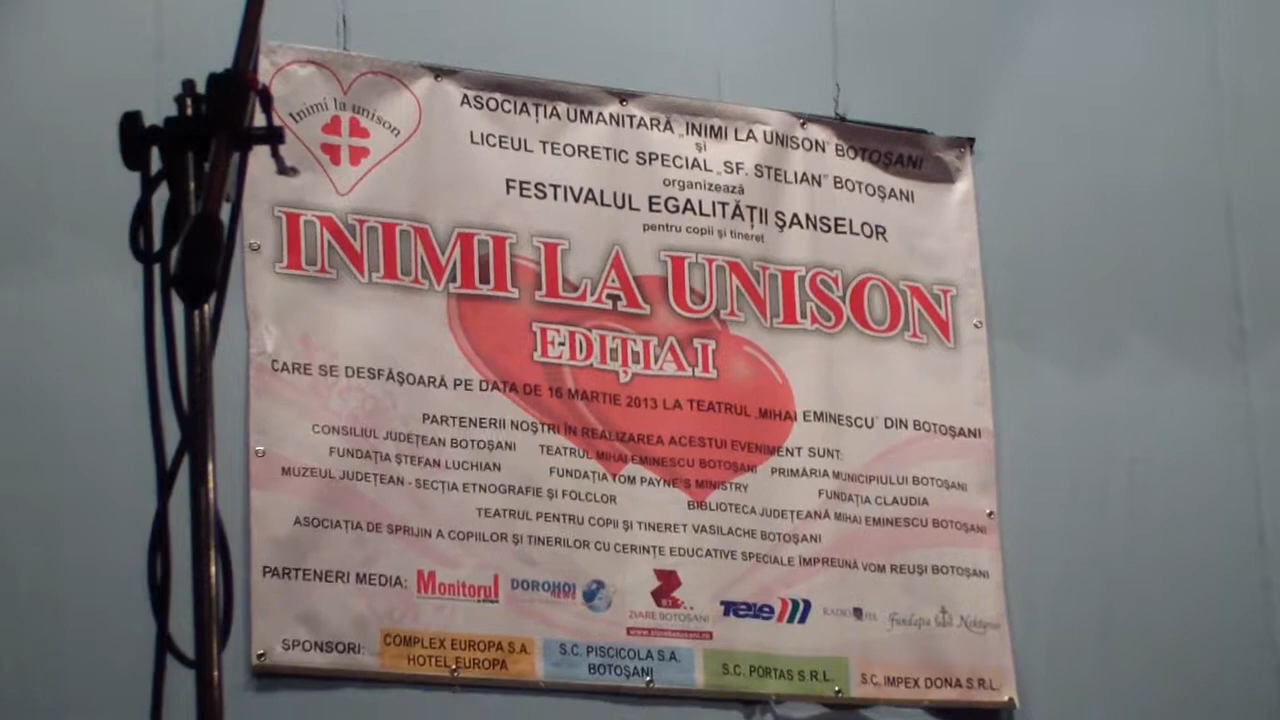 Inimi la unison
ASOCIAȚIA UMANITARĂ „INIMI LA UNISON” BOTOȘANI
și
LICEUL TEORETIC SPECIAL „SF. STELIAN” BOTOȘANI
organizează
FESTIVALUL EGALITĂȚII ȘANSELOR
pentru copii și tineret
INIMI LA UNISON
EDIȚIA I
CARE SE DESFĂȘOARĂ PE DATA DE 16 MARTIE 2013 LA TEATRUL „MIHAI EMINESCU” DIN BOTOȘANI
PARTENERII NOȘTRI ÎN REALIZAREA ACESTUI EVENIMENT SUNT:
CONSILIUL JUDEȚEAN BOTOȘANI TEATRUL MIHAI EMINESCU BOTOȘANI PRIMĂRIA MUNICIPIULUI BOTOȘANI
FUNDAȚIA ȘTEFAN LUCHIAN FUNDAȚIA TOM PAYNE'S MINISTRY FUNDAȚIA CLAUDIA
MUZEUL JUDEȚEAN - SECȚIA ETNOGRAFIE ȘI FOLCLOR BIBLIOTECA JUDEȚEANĂ MIHAI EMINESCU BOTOȘANI
TEATRUL PENTRU COPII ȘI TINERET VASILACHE BOTOȘANI
ASOCIAȚIA DE SPRIJIN A COPIILOR ȘI TINERILOR CU CERINȚE EDUCATIVE SPECIALE ÎMPREUNĂ VOM REUȘI BOTOȘANI
PARTENERI MEDIA: Monitorul DOROHOI NEWS ZIARE BOTOȘANI TELE M RADIO Fundația
www.ziarebotosani.ro
SPONSORI: COMPLEX EUROPA S.A. HOTEL EUROPA S.C. PISCICOLA S.A. BOTOȘANI S.C. PORTAS S.R.L. S.C. IMPEX DONA S.R.L.